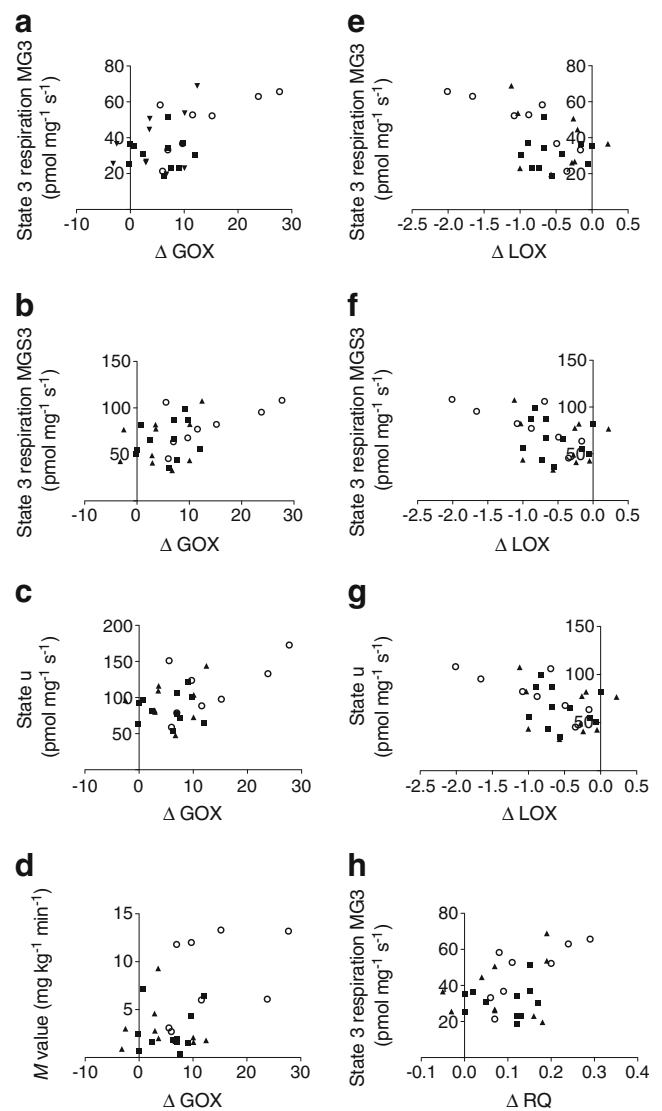 a
State 3 respiration MG3
(pmol mg-1 s-1)
80
60
40
20
-10 0 10 20 30
Δ GOX
e
State 3 respiration MG3
(pmol mg-1 s-1)
80
60
40
20
-2.5 -2.0 -1.5 -1.0 -0.5 0.0 0.5
Δ LOX
b
State 3 respiration MGS3
(pmol mg-1 s-1)
150
100
50
-10 0 10 20 30
Δ GOX
f
State 3 respiration MGS3
(pmol mg-1 s-1)
150
100
50
-2.5 -2.0 -1.5 -1.0 -0.5 0.0 0.5
Δ LOX
c
State u
(pmol mg-1 s-1)
200
150
100
50
-10 0 10 20 30
Δ GOX
g
State u
(pmol mg-1 s-1)
150
100
50
-2.5 -2.0 -1.5 -1.0 -0.5 0.0 0.5
Δ LOX
d
M value (mg kg-1 min-1)
15
10
5
-10 0 10 20 30
Δ GOX
h
State 3 respiration MG3
(pmol mg-1 s-1)
80
60
40
20
-0.1 0.0 0.1 0.2 0.3 0.4
Δ RQ